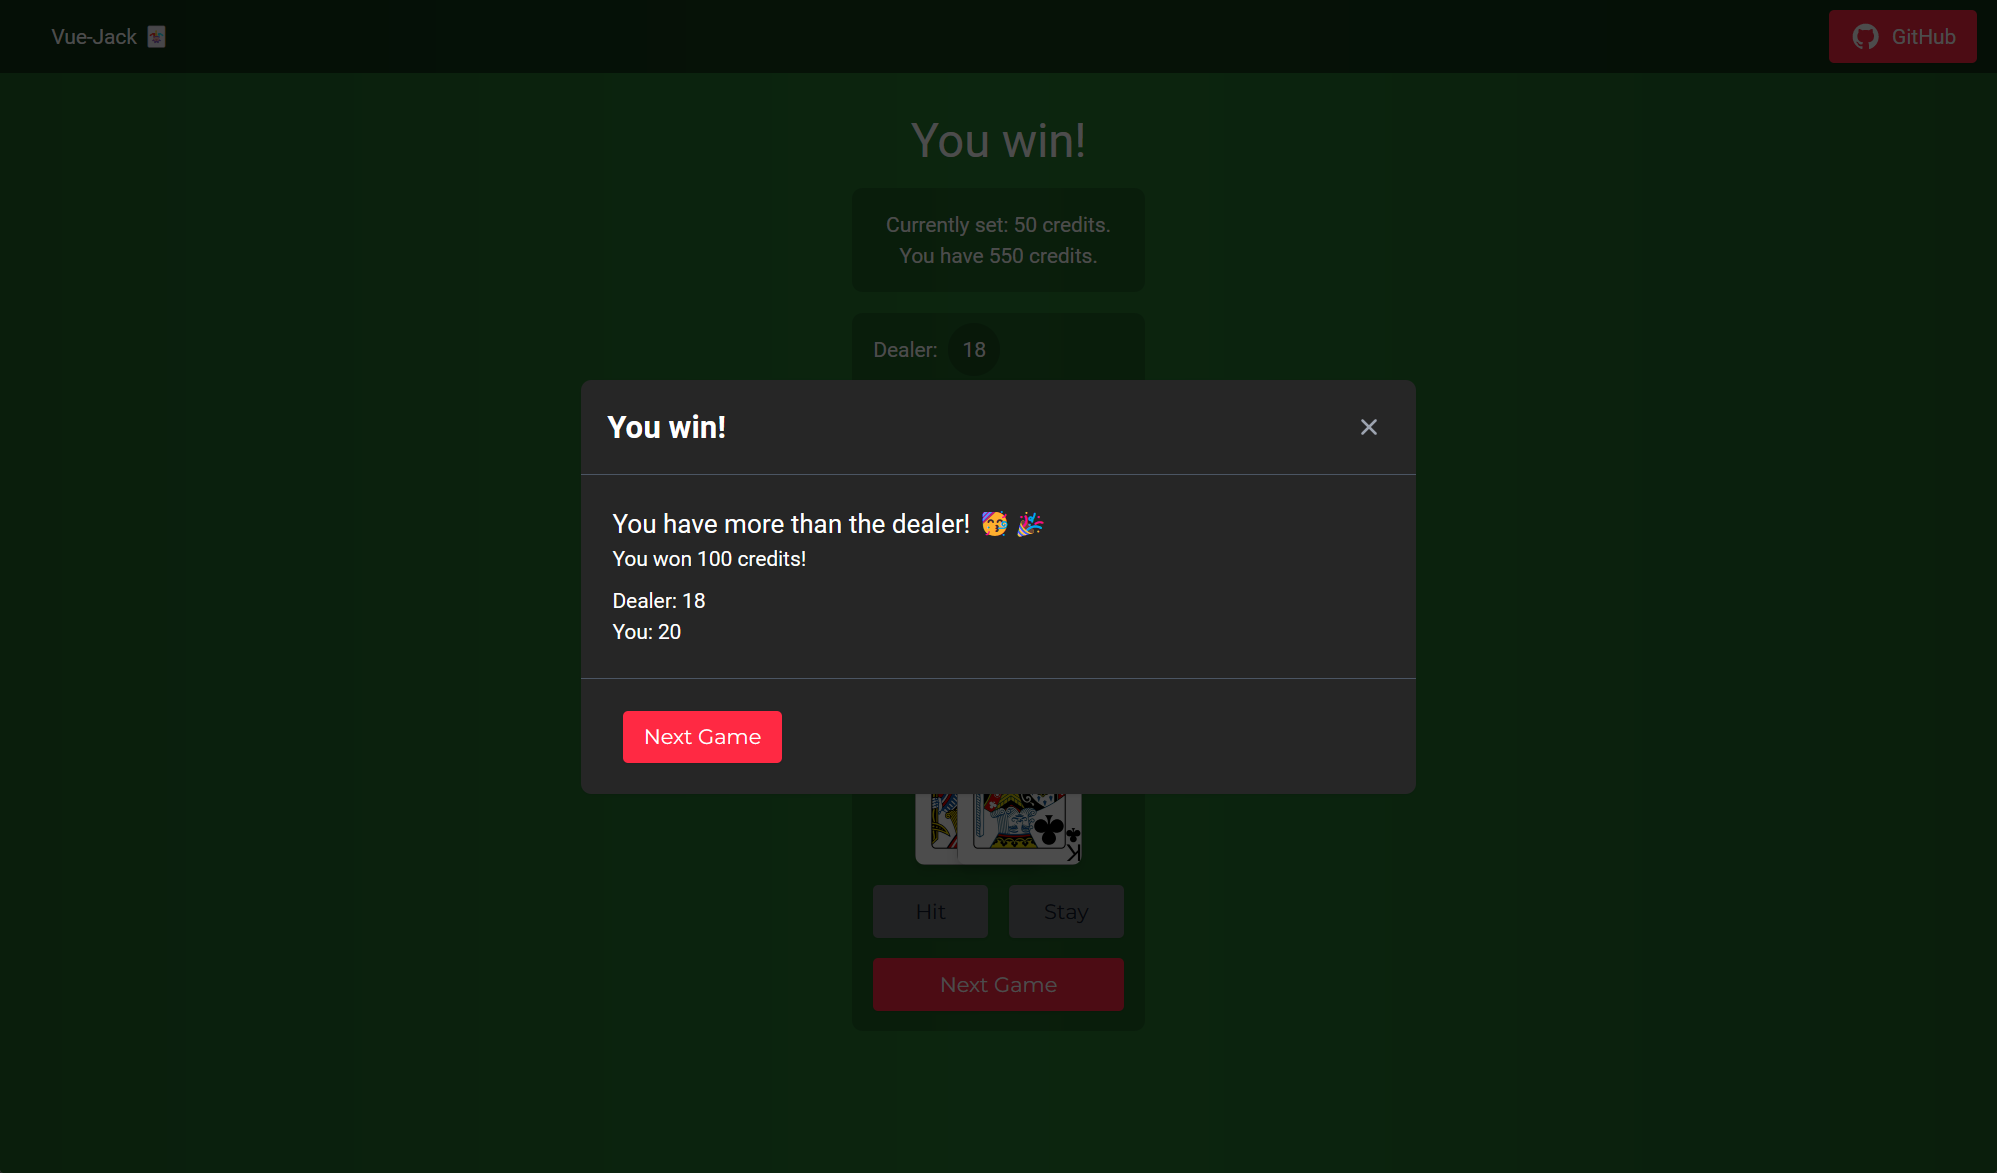 Vue-Jack 🃏
GitHub
You win!
Currently set: 50 credits.
You have 550 credits.
Dealer: 18
You win!
You have more than the dealer! 🥳 🎉
You won 100 credits!
Dealer: 18
You: 20
Next Game
K
Hit
Stay
Next Game